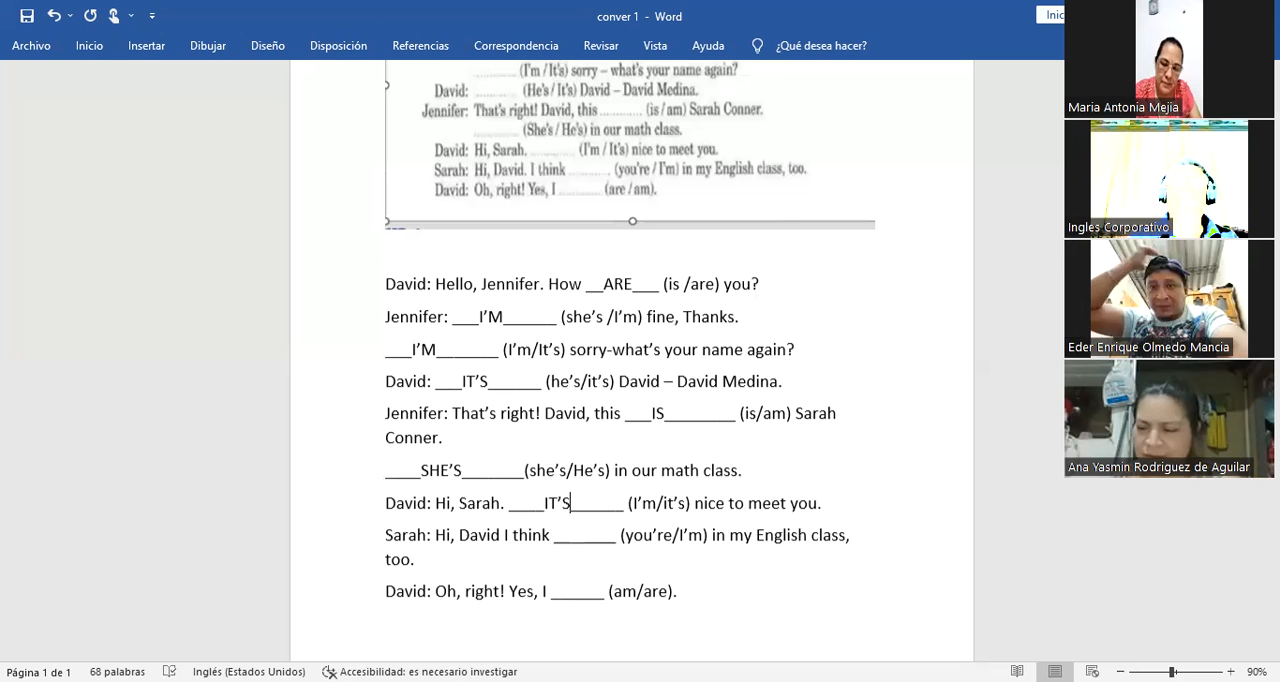 conver 1 - Word
Inic
Archivo Inicio Insertar Dibujar Diseño Disposición Referencias Correspondencia Revisar Vista Ayuda ¿Qué desea hacer?
........... (I'm / It's) sorry – what's your name again?
David: ........... (He's / It's) David – David Medina.
Jennifer: That's right! David, this ........... (is / am) Sarah Conner.
........... (She's / He's) in our math class.
David: Hi, Sarah. ........... (I'm / It's) nice to meet you.
Sarah: Hi, David. I think ........... (you're / I'm) in my English class, too.
David: Oh, right! Yes, I ........... (are / am).
David: Hello, Jennifer. How __ARE___ (is /are) you?
Jennifer: ___I'M______ (she's /I'm) fine, Thanks.
___I'M_______ (I'm/It's) sorry-what's your name again?
David: ___IT'S______ (he's/it's) David – David Medina.
Jennifer: That's right! David, this ___IS________ (is/am) Sarah
Conner.
____SHE'S_______(she's/He's) in our math class.
David: Hi, Sarah. ____IT'S______ (I'm/it's) nice to meet you.
Sarah: Hi, David I think _______ (you're/I'm) in my English class,
too.
David: Oh, right! Yes, I ______ (am/are).
Maria Antonia Mejia
Ingles Corporativo
Eder Enrique Olmedo Mancia
Ana Yasmin Rodriguez de Aguilar
Página 1 de 1 68 palabras Inglés (Estados Unidos) Accesibilidad: es necesario investigar 90%